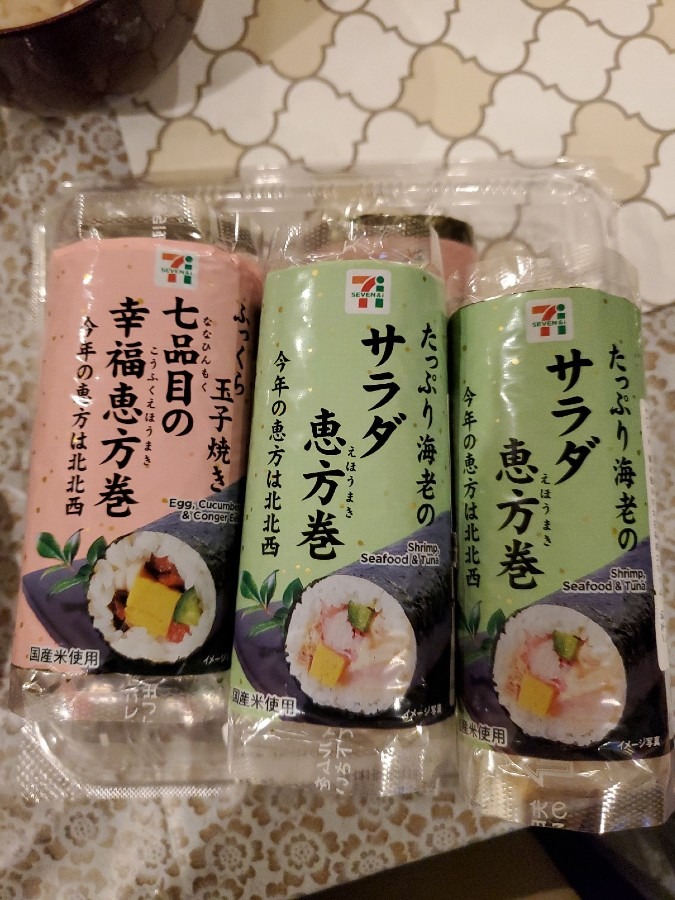 SEVEN&i
ふっくら
玉子焼き
七品目の
ななひんもく
幸福恵方巻
こうふくえほうまき
今年の恵方は北北西
Egg, Cucumber
& Conger Eel
国産米使用
SEVEN&i
たっぷり海老の
サラダ
恵方巻
えほうまき
今年の恵方は北北西
Shrimp,
Seafood & Tuna
国産米使用
イメージ写真
SEVEN&i
たっぷり海老の
サラダ
恵方巻
えほうまき
今年の恵方は北北西
Shrimp,
Seafood & Tuna
産米使用
イメージ写真